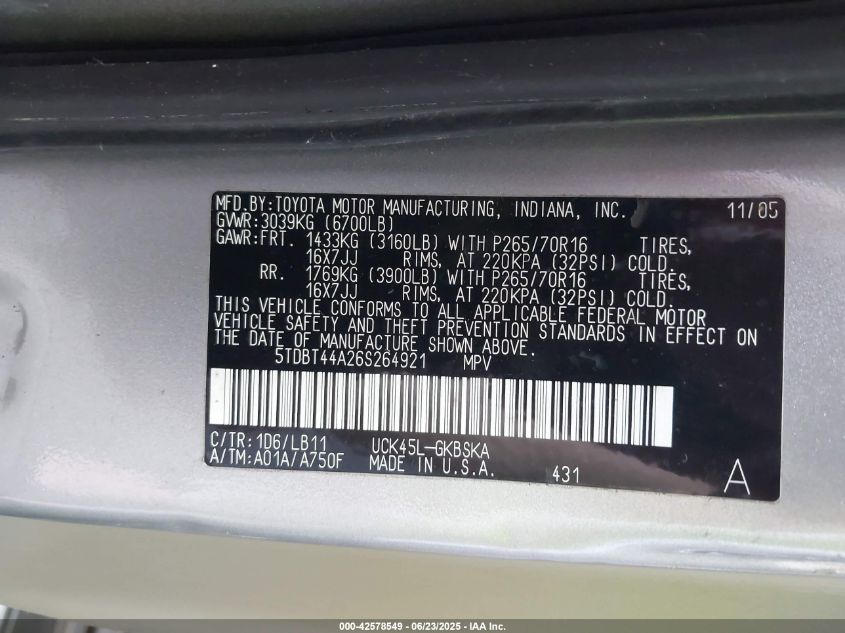 MFD.BY:TOYOTA MOTOR MANUFACTURING, INDIANA, INC. 11/05
GVWR:3039KG (6700LB)
GAWR:FRT. 1433KG (3160LB) WITH P265/70R16 TIRES,
16X7JJ RIMS, AT 220KPA (32PSI) COLD.
RR. 1769KG (3900LB) WITH P265/70R16 TIRES,
16X7JJ RIMS, AT 220KPA (32PSI) COLD.
THIS VEHICLE CONFORMS TO ALL APPLICABLE FEDERAL MOTOR
VEHICLE SAFETY AND THEFT PREVENTION STANDARDS IN EFFECT ON
THE DATE OF MANUFACTURE SHOWN ABOVE.
5TDBT44A26S264921 MPV
C/TR:1D6/LB11 UCK45L-GKBSKA
A/TM:A01A/A750F MADE IN U.S.A. 431 A
000-42578549 - 06/23/2025 - IAA Inc.